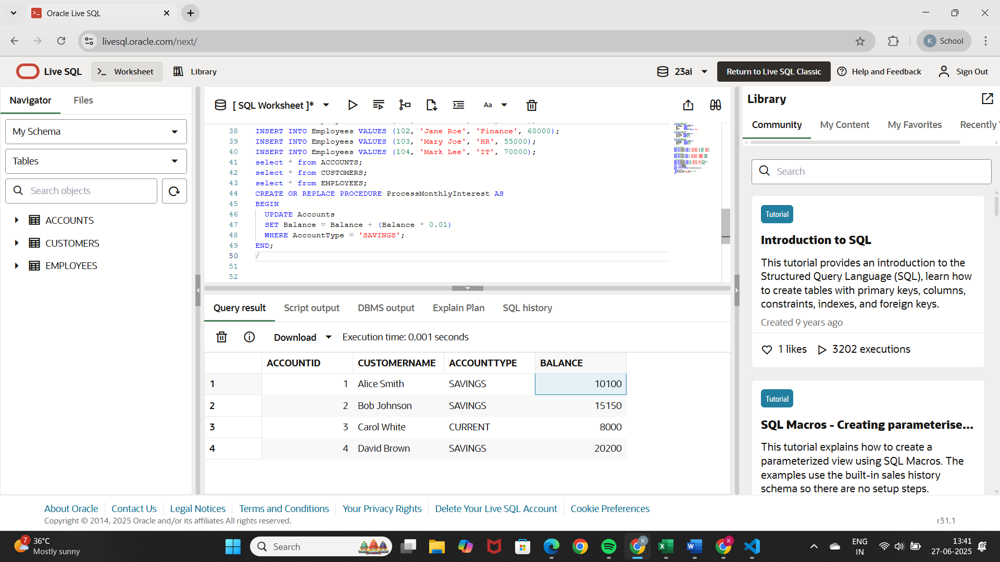 Oracle Live SQL
livesql.oracle.com/next/
K School
Live SQL
Worksheet
Library
23ai
Return to Live SQL Classic
Help and Feedback
Sign Out
Navigator
Files
My Schema
Tables
Search objects
ACCOUNTS
CUSTOMERS
EMPLOYEES
[ SQL Worksheet ]*
Aa
38 INSERT INTO Employees VALUES (102, 'Jane Roe', 'Finance', 60000);
39 INSERT INTO Employees VALUES (103, 'Mary Joe', 'HR', 55000);
40 INSERT INTO Employees VALUES (104, 'Mark Lee', 'IT', 70000);
41 select * from ACCOUNTS;
42 select * from CUSTOMERS;
43 select * from EMPLOYEES;
44 CREATE OR REPLACE PROCEDURE ProcessMonthlyInterest AS
45 BEGIN
46 UPDATE Accounts
47 SET Balance = Balance + (Balance * 0.01)
48 WHERE AccountType = 'SAVINGS';
49 END;
50 /
51
52
Query result
Script output
DBMS output
Explain Plan
SQL history
Download
Execution time: 0.001 seconds
ACCOUNTID CUSTOMERNAME ACCOUNTTYPE BALANCE
1 1 Alice Smith SAVINGS 10100
2 2 Bob Johnson SAVINGS 15150
3 3 Carol White CURRENT 8000
4 4 David Brown SAVINGS 20200
Library
Community
My Content
My Favorites
Recently
Search
Tutorial
Introduction to SQL
This tutorial provides an introduction to the
Structured Query Language (SQL), learn how
to create tables with primary keys, columns,
constraints, indexes, and foreign keys.
Created 9 years ago
1 likes
3202 executions
Tutorial
SQL Macros - Creating parameterise...
This tutorial explains how to create a
parameterized view using SQL Macros. The
examples use the built-in sales history
schema so there are no setup steps.
About Oracle
Contact Us
Legal Notices
Terms and Conditions
Your Privacy Rights
Delete Your Live SQL Account
Cookie Preferences
Copyright © 2014, 2025 Oracle and/or its affiliates All rights reserved.
r31.1
7
36°C
Mostly sunny
Search
K
K
ENG
IN
13:41
27-06-2025